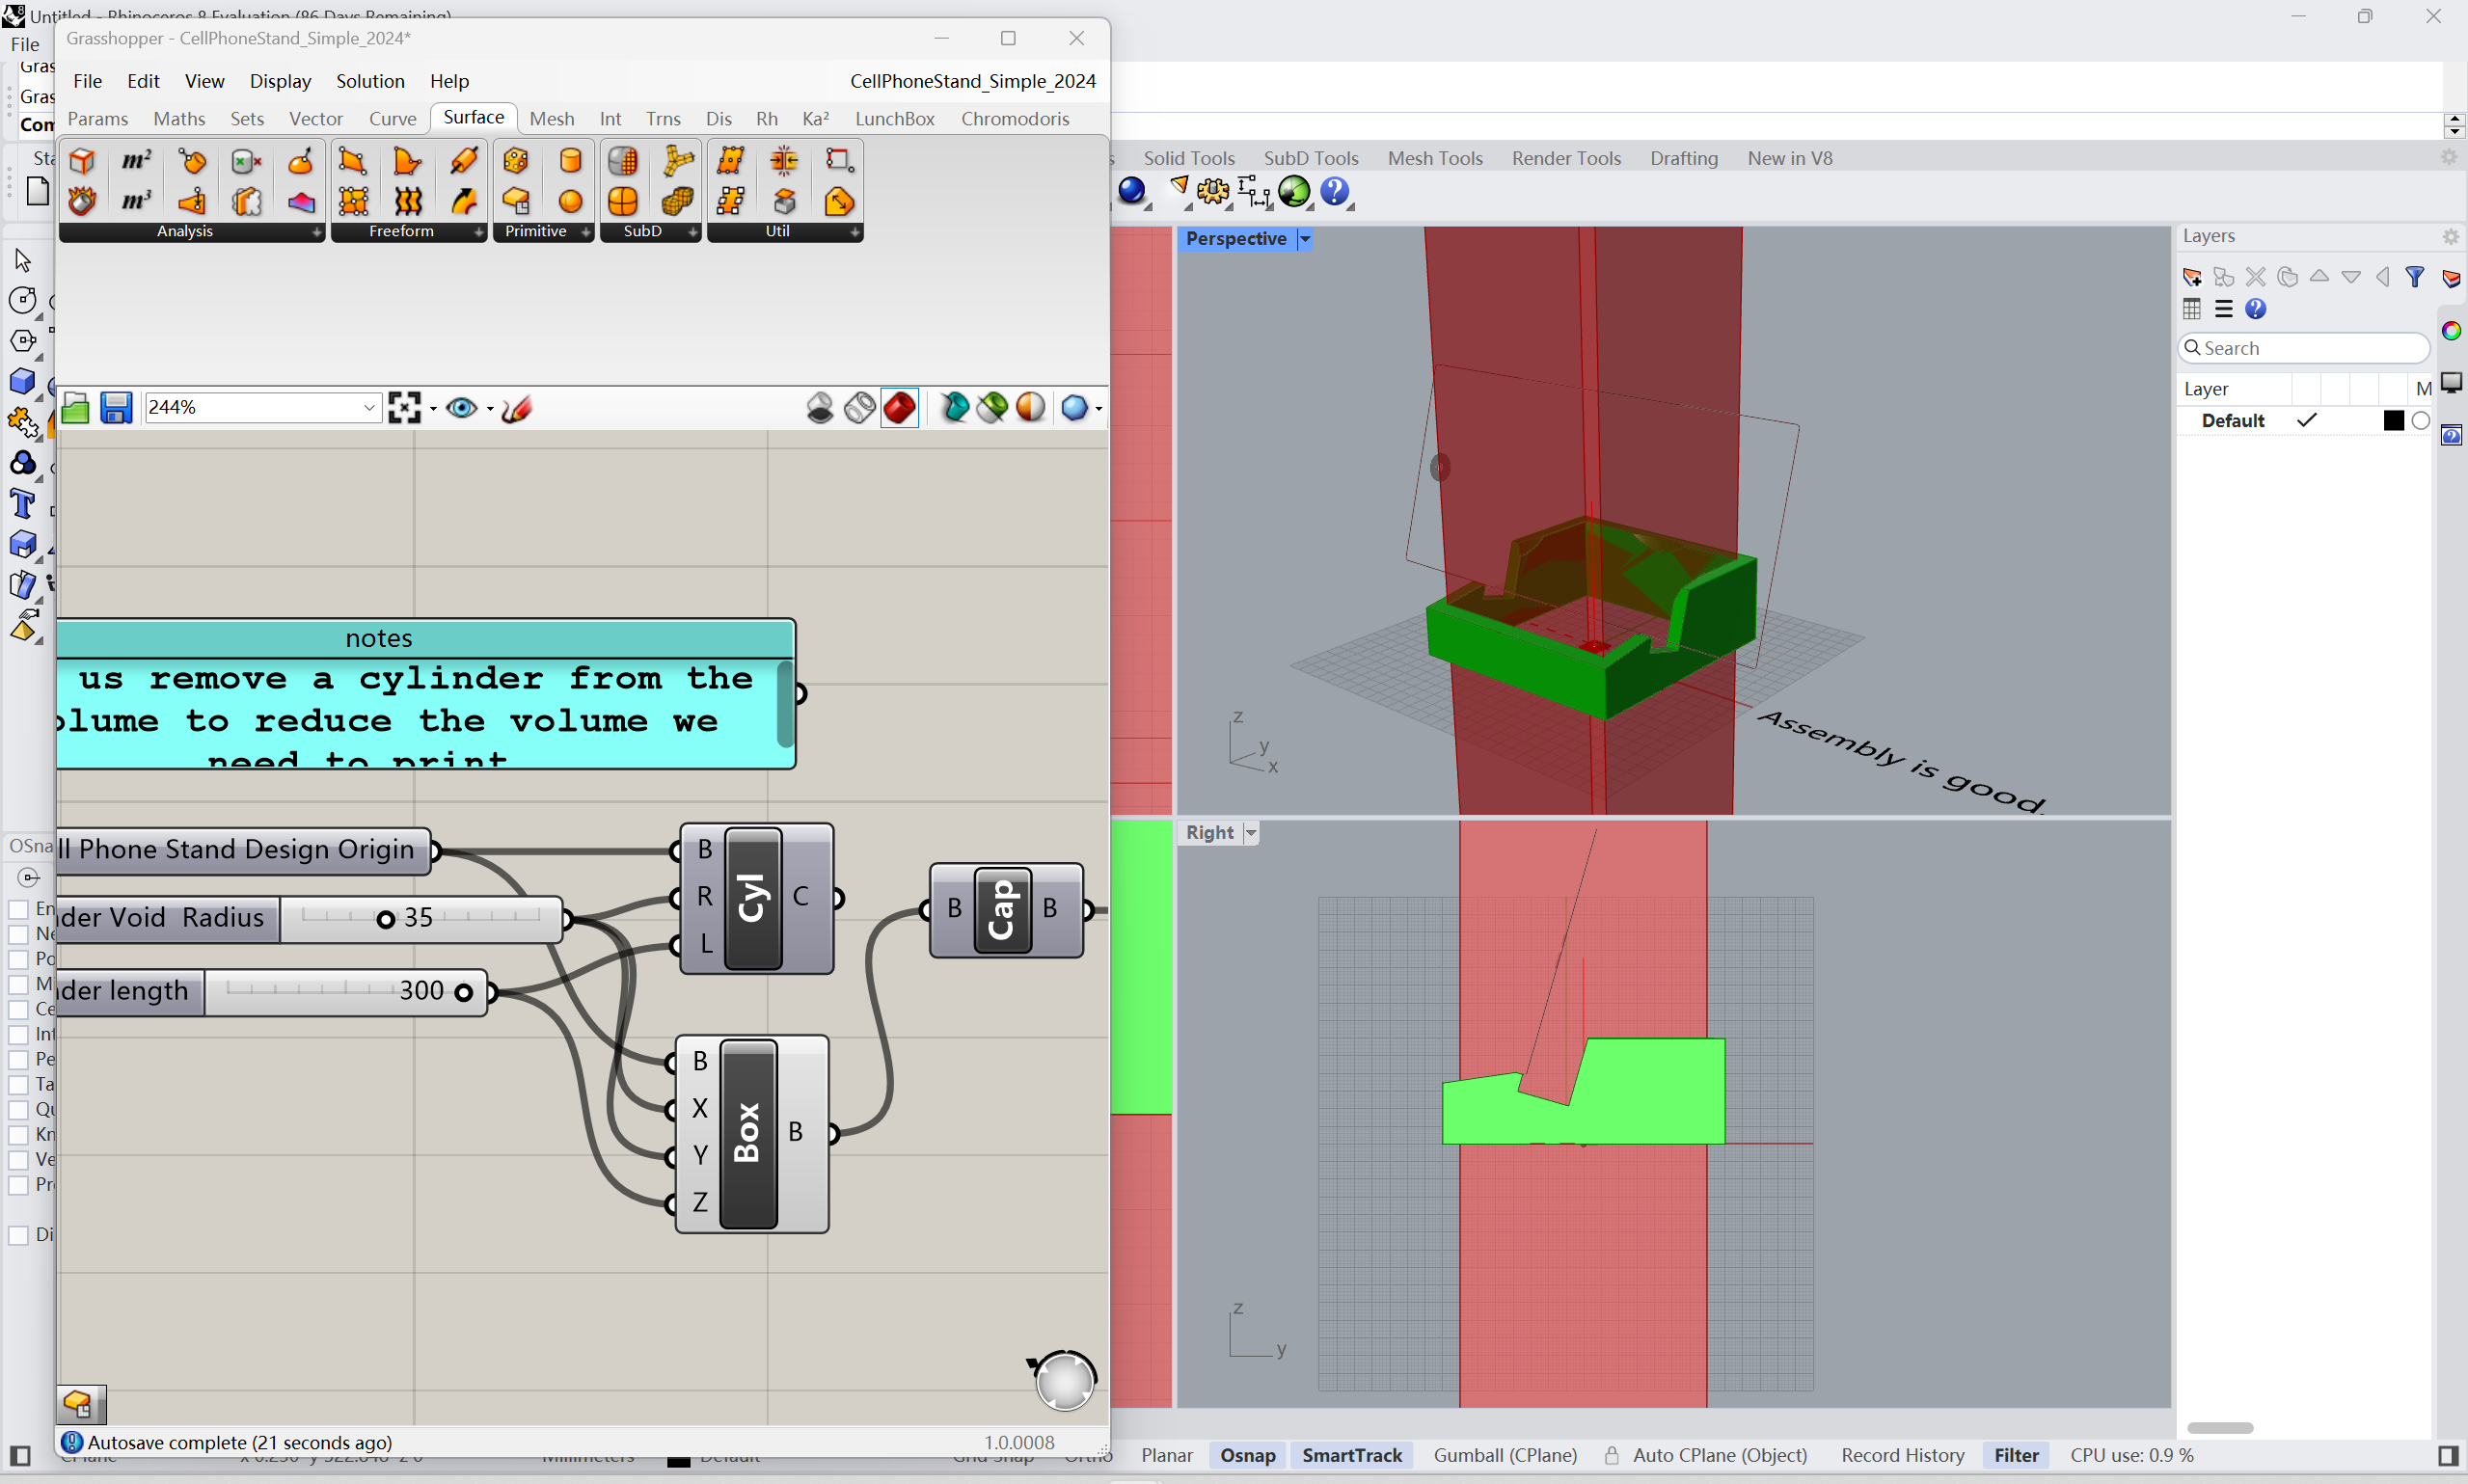 Untitled - Rhinoceros 8 Evaluation (86 Days Remaining)
File
Grasshopper - CellPhoneStand_Simple_2024*
File Edit View Display Solution Help
CellPhoneStand_Simple_2024
Params Maths Sets Vector Curve Surface Mesh Int Trns Dis Rh Ka² LunchBox Chromodoris
Analysis Freeform Primitive SubD Util
Solid Tools SubD Tools Mesh Tools Render Tools Drafting New in V8
244%
notes
us remove a cylinder from the
olume to reduce the volume we
need to print
ll Phone Stand Design Origin
nder Void Radius 35
nder length 300
B R L Cyl C
B X Y Z Box B
B Cap B
Perspective
z y x
Assembly is good.
Right
z y
Layers
Search
Layer M
Default
OSna
En
Ne
Po
M
Ce
Int
Pe
Ta
Qu
Kn
Ve
Pr
Di
Autosave complete (21 seconds ago)
1.0.0008
Planar Osnap SmartTrack Gumball (CPlane) Auto CPlane (Object) Record History Filter CPU use: 0.9 %